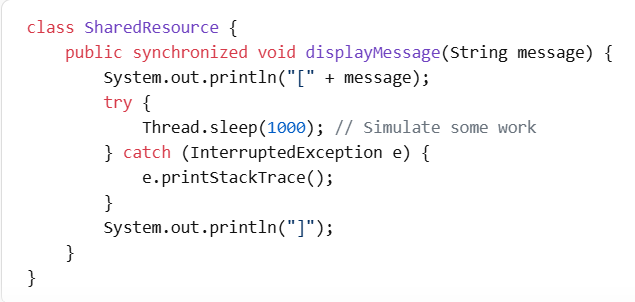 class SharedResource {
    public synchronized void displayMessage(String message) {
        System.out.println("[" + message);
        try {
            Thread.sleep(1000); // Simulate some work
        } catch (InterruptedException e) {
            e.printStackTrace();
        }
        System.out.println("]");
    }
}